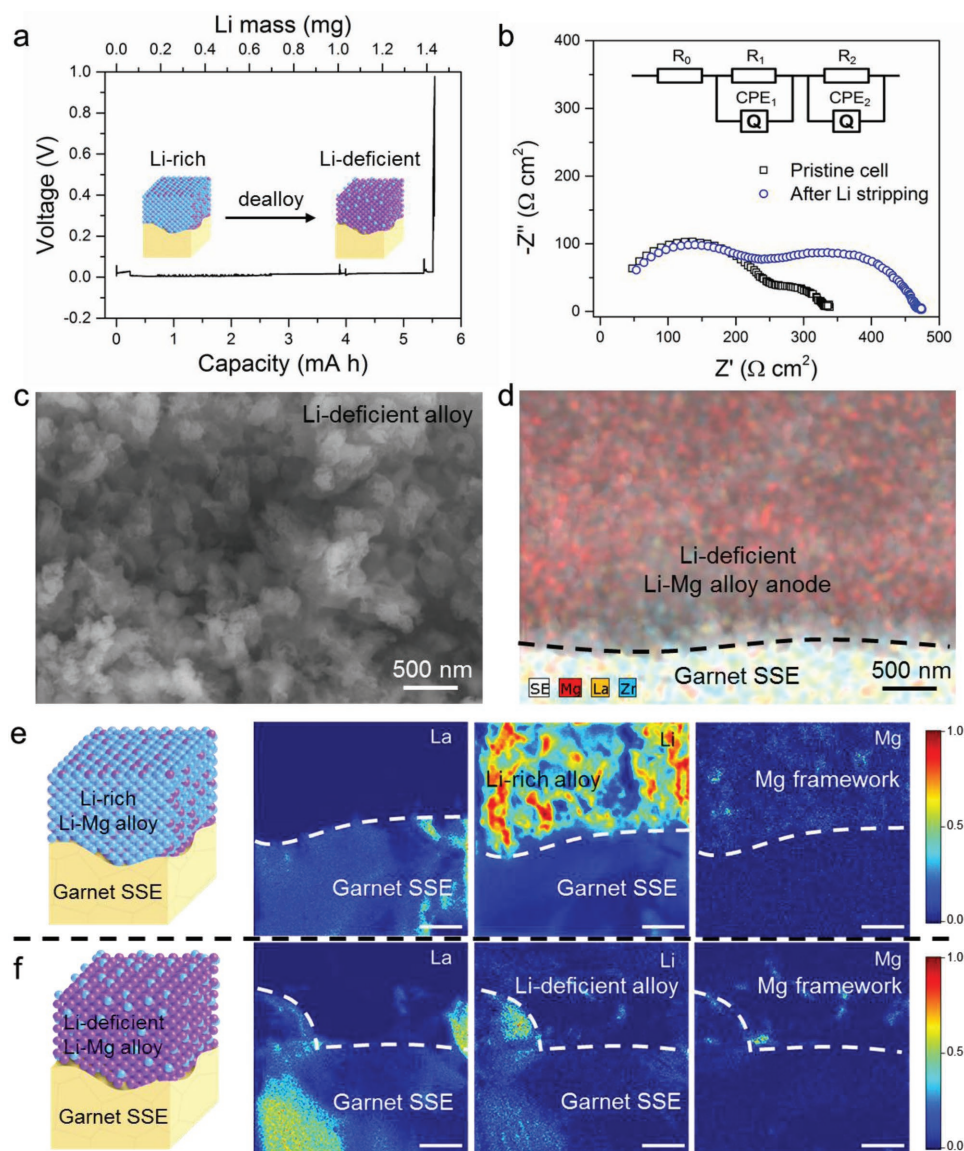 a
Li mass (mg)
0.0 0.2 0.4 0.6 0.8 1.0 1.2 1.4
Voltage (V)
1.0
0.8
0.6
0.4
0.2
0.0
-0.2
Li-rich
Li-deficient
dealloy
0 1 2 3 4 5 6
Capacity (mA h)
b
-Z'' (Ω cm²)
400
300
200
100
0
R₀ R₁ R₂
CPE₁ CPE₂
Q Q
Pristine cell
After Li stripping
0 100 200 300 400 500
Z' (Ω cm²)
c
Li-deficient alloy
500 nm
d
Li-deficient
Li-Mg alloy anode
Garnet SSE
SE Mg La Zr
500 nm
e
Li-rich
Li-Mg alloy
Garnet SSE
La
Garnet SSE
Li
Li-rich alloy
Garnet SSE
Mg
Mg framework
1.0
0.5
0.0
f
Li-deficient
Li-Mg alloy
Garnet SSE
La
Garnet SSE
Li
Li-deficient alloy
Garnet SSE
Mg
Mg framework
1.0
0.5
0.0